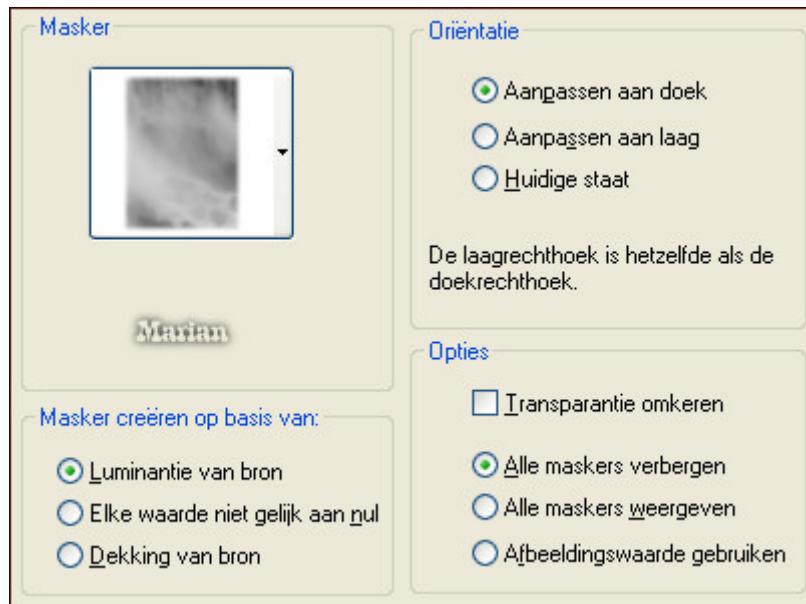 Masker
Marian
Masker creëren op basis van:
Luminantie van bron
Elke waarde niet gelijk aan nul
Dekking van bron
Oriëntatie
Aanpassen aan doek
Aanpassen aan laag
Huidige staat
De laagrechthoek is hetzelfde als de
doekrechthoek.
Opties
Transparantie omkeren
Alle maskers verbergen
Alle maskers weergeven
Afbeeldingswaarde gebruiken